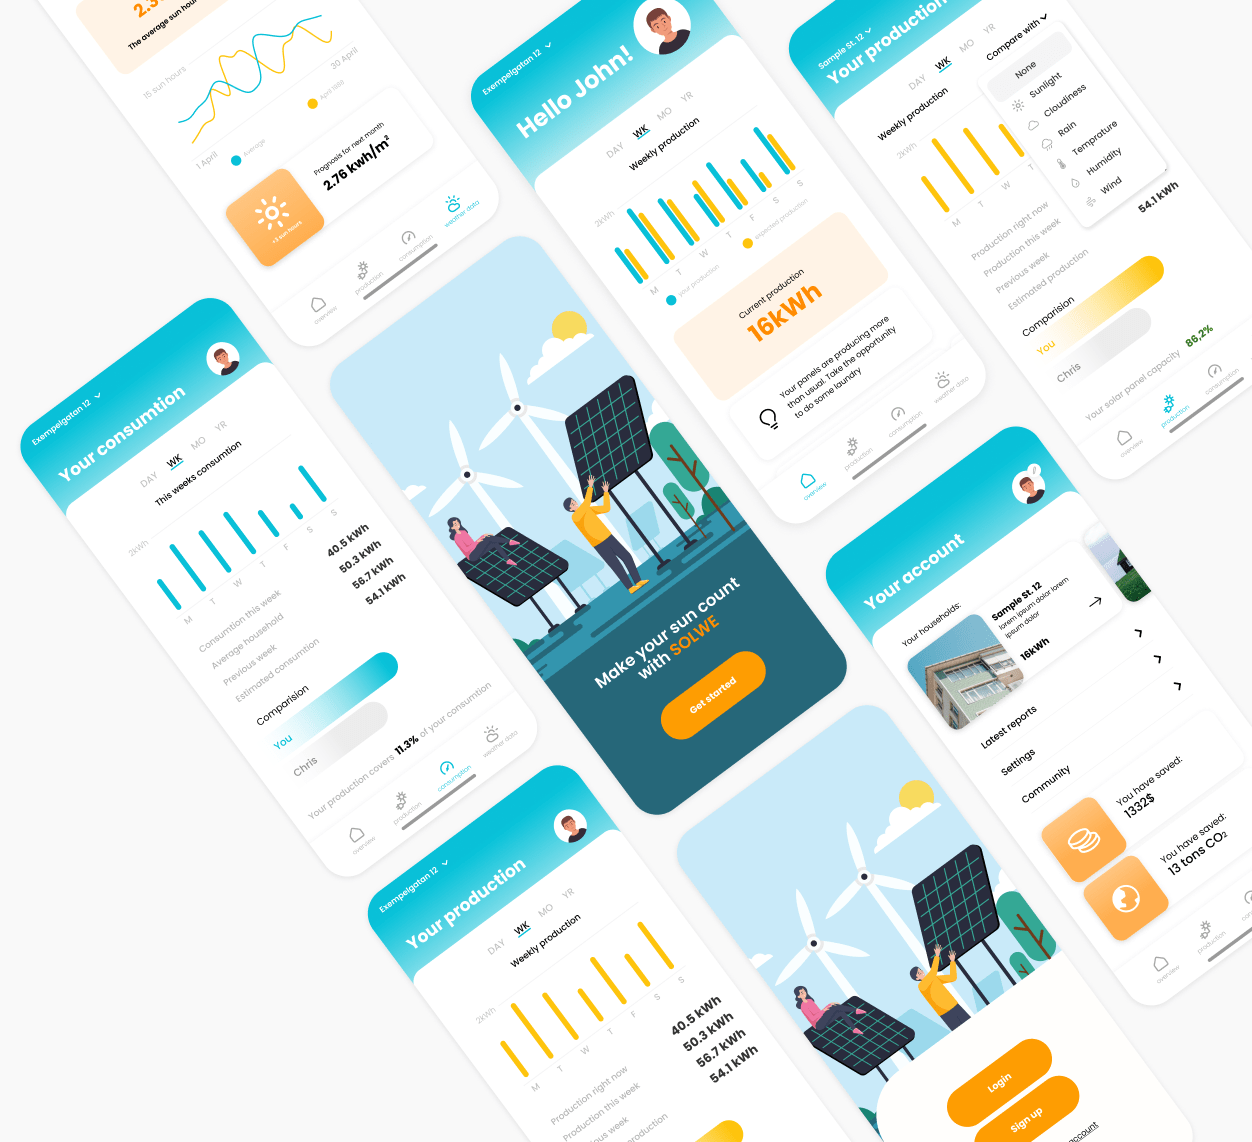 2.3
The average sun hou
15 sun hours
1 April
30 April
Average
April 1989
+3 sun hours
Prognosis for next month
2.76 kwh/m²
overview
production
consumption
weather data
Exempelgatan 12
Hello John!
DAY
WK
MO
YR
Weekly production
2kWh
M
T
W
T
F
S
S
your production
expected production
Current production
16kWh
Your panels are producing more
than usual. Take the opportunity
to do some laundry
overview
production
consumption
weather data
Sample St. 12
Your production
DAY
WK
MO
YR
Compare with
None
Sunlight
Cloudiness
Rain
Temprature
Humidity
Wind
Weekly production
2kWh
M
T
W
T
54.1 kWh
Production right now
Production this week
Previous week
Estimated production
Comparision
You
Chris
Your solar panel capacity 86,2%
overview
production
consumption
Exempelgatan 12
Your consumtion
DAY
WK
MO
YR
This weeks consumtion
2kWh
M
T
W
T
F
S
S
Consumtion this week
Average household
Previous week
Estimated consumtion
40.5 kWh
50.3 kWh
56.7 kWh
54.1 kWh
Comparision
You
Chris
Your production covers 11.3% of your consumtion
overview
production
consumption
weather data
Make your sun count
with SOLWE
Get started
Your account
Your households:
Sample St. 12
lorem ipsum dolor lorem
ipsum dolor
16kWh
Latest reports
Settings
Community
You have saved:
1332$
You have saved:
13 tons CO2
overview
production
Exempelgatan 12
Your production
DAY
WK
MO
YR
Weekly production
2kWh
M
T
W
T
F
S
S
40.5 kWh
50.3 kWh
56.7 kWh
54.1 kWh
Production right now
Production this week
ious week
production
Login
Sign up
account